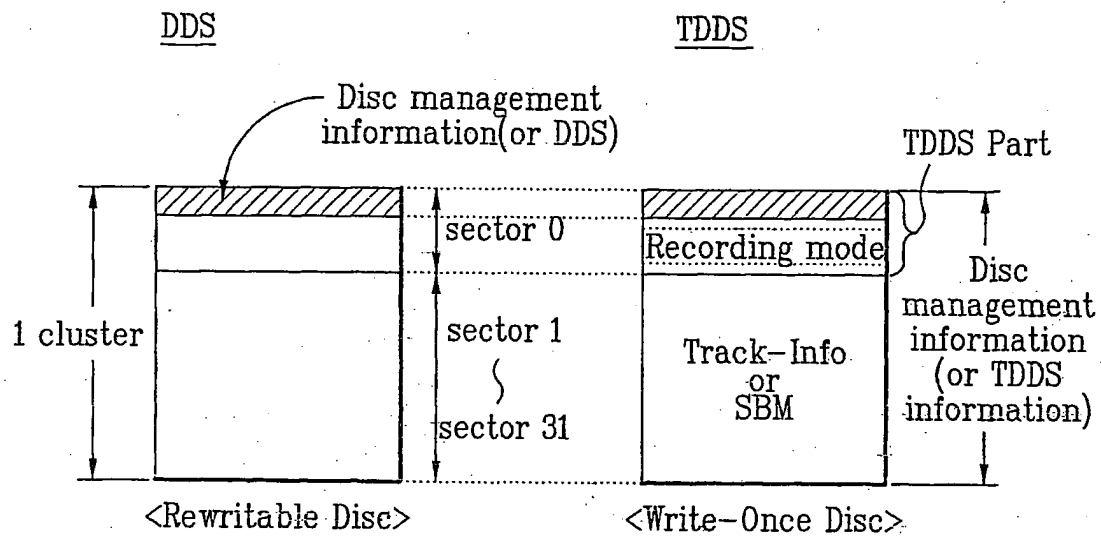 DDS
TDDS
Disc management
information(or DDS)
TDDS Part
sector 0
Recording mode
1 cluster
sector 1
sector 31
Track-Info
or
SBM
Disc
management
information
(or TDDS
information)
<Rewritable Disc>
<Write-Once Disc>